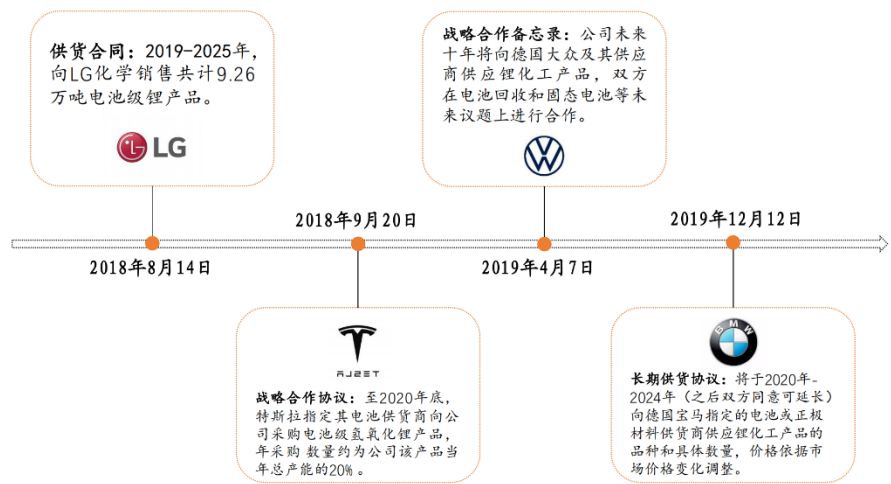 供货合同：2019-2025年，
向LG化学销售共计9.26
万吨电池级锂产品。
LG
战略合作备忘录：公司未来
十年将向德国大众及其供应
商供应锂化工产品，双方
在电池回收和固态电池等未
来议题上进行合作。
2018年9月20日
2019年12月12日
2018年8月14日
2019年4月7日
战略合作协议：至2020年底，
特斯拉指定其电池供货商向公
司采购电池级氢氧化锂产品，
年采购 数量约为公司该产品当
年总产能的20% 。
BMW
长期供货协议：将于2020年-
2024年（之后双方同意可延长）
向德国宝马指定的电池或正极
材料供货商供应锂化工产品的
品种和具体数量，价格依据市
场价格变化调整。